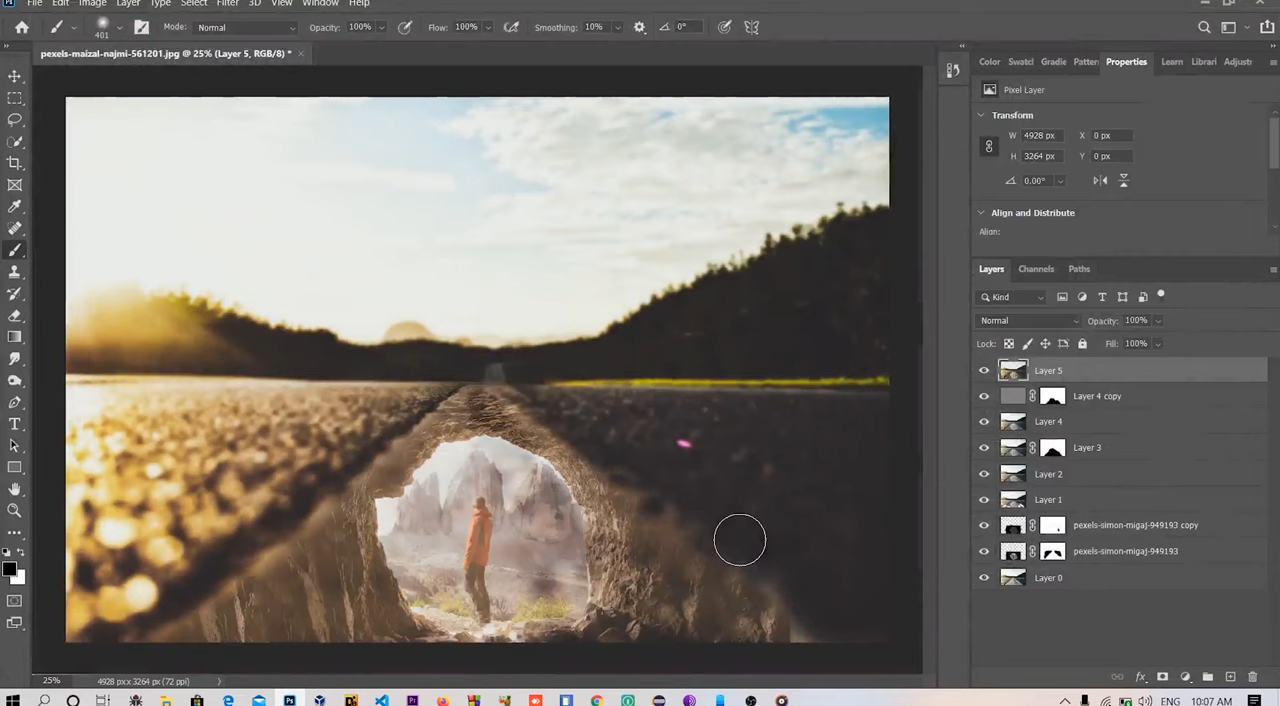 File Edit Image Layer Type Select Filter 3D View Window Help
401 Mode: Normal Opacity: 100% Flow: 100% Smoothing: 10% 0°
pexels-maizal-najmi-561201.jpg @ 25% (Layer 5, RGB/8) * ×
Color Swatcl Gradie Patter Properties Learn Librari Adjust
Pixel Layer
Transform
W 4928 px X 0 px
H 3264 px Y 0 px
0.00°
Align and Distribute
Align:
Layers Channels Paths
Kind
Normal Opacity: 100%
Lock: Fill: 100%
Layer 5
Layer 4 copy
Layer 4
Layer 3
Layer 2
Layer 1
pexels-simon-migaj-949193 copy
pexels-simon-migaj-949193
Layer 0
25% 4928 px x 3264 px (72 ppi)
ENG 10:07 AM